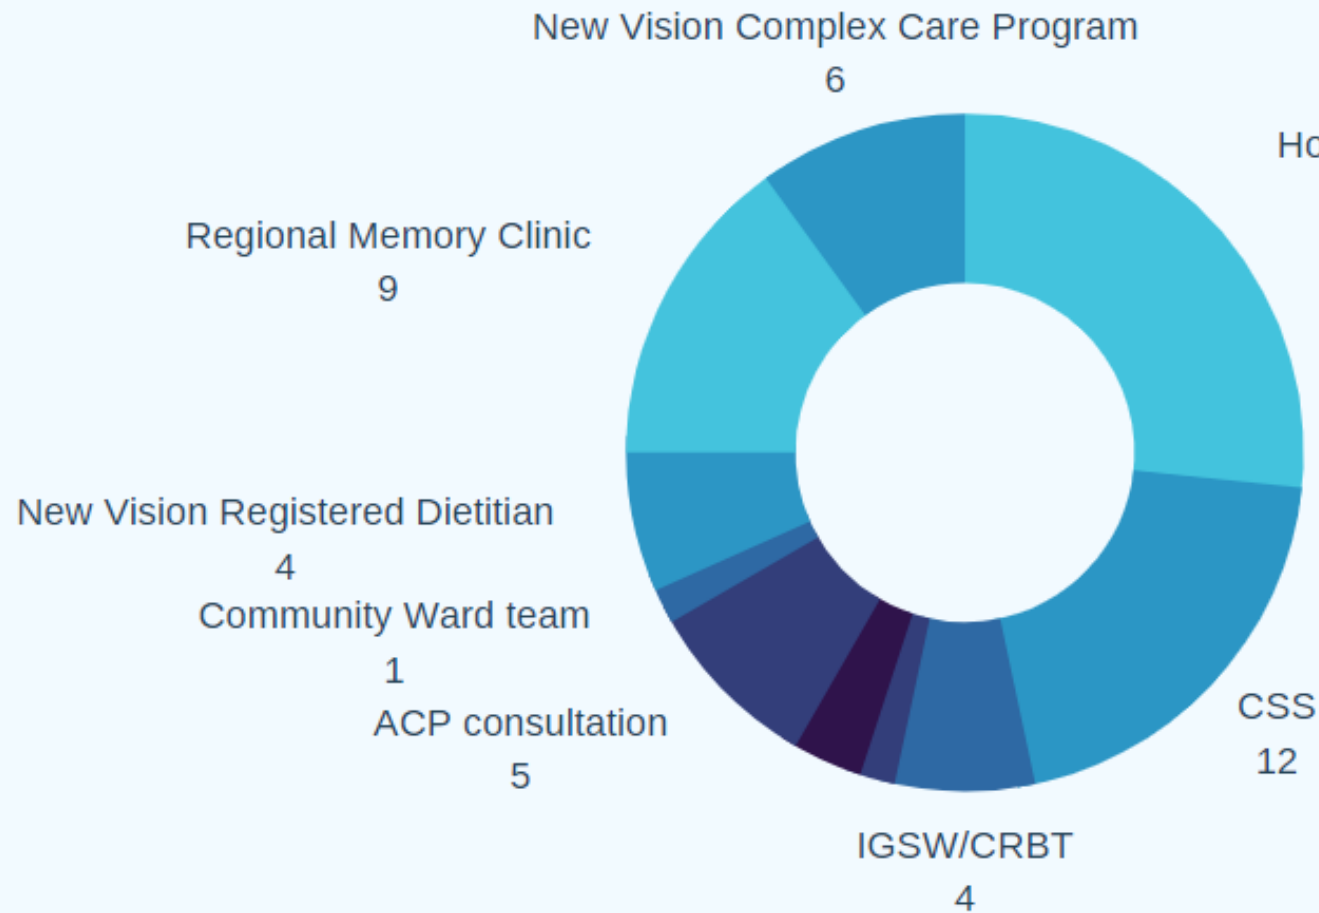 New Vision Complex Care Program
6
Ho
Regional Memory Clinic
9
New Vision Registered Dietitian
4
Community Ward team
1
ACP consultation
5
CSS
12
IGSW/CRBT
4